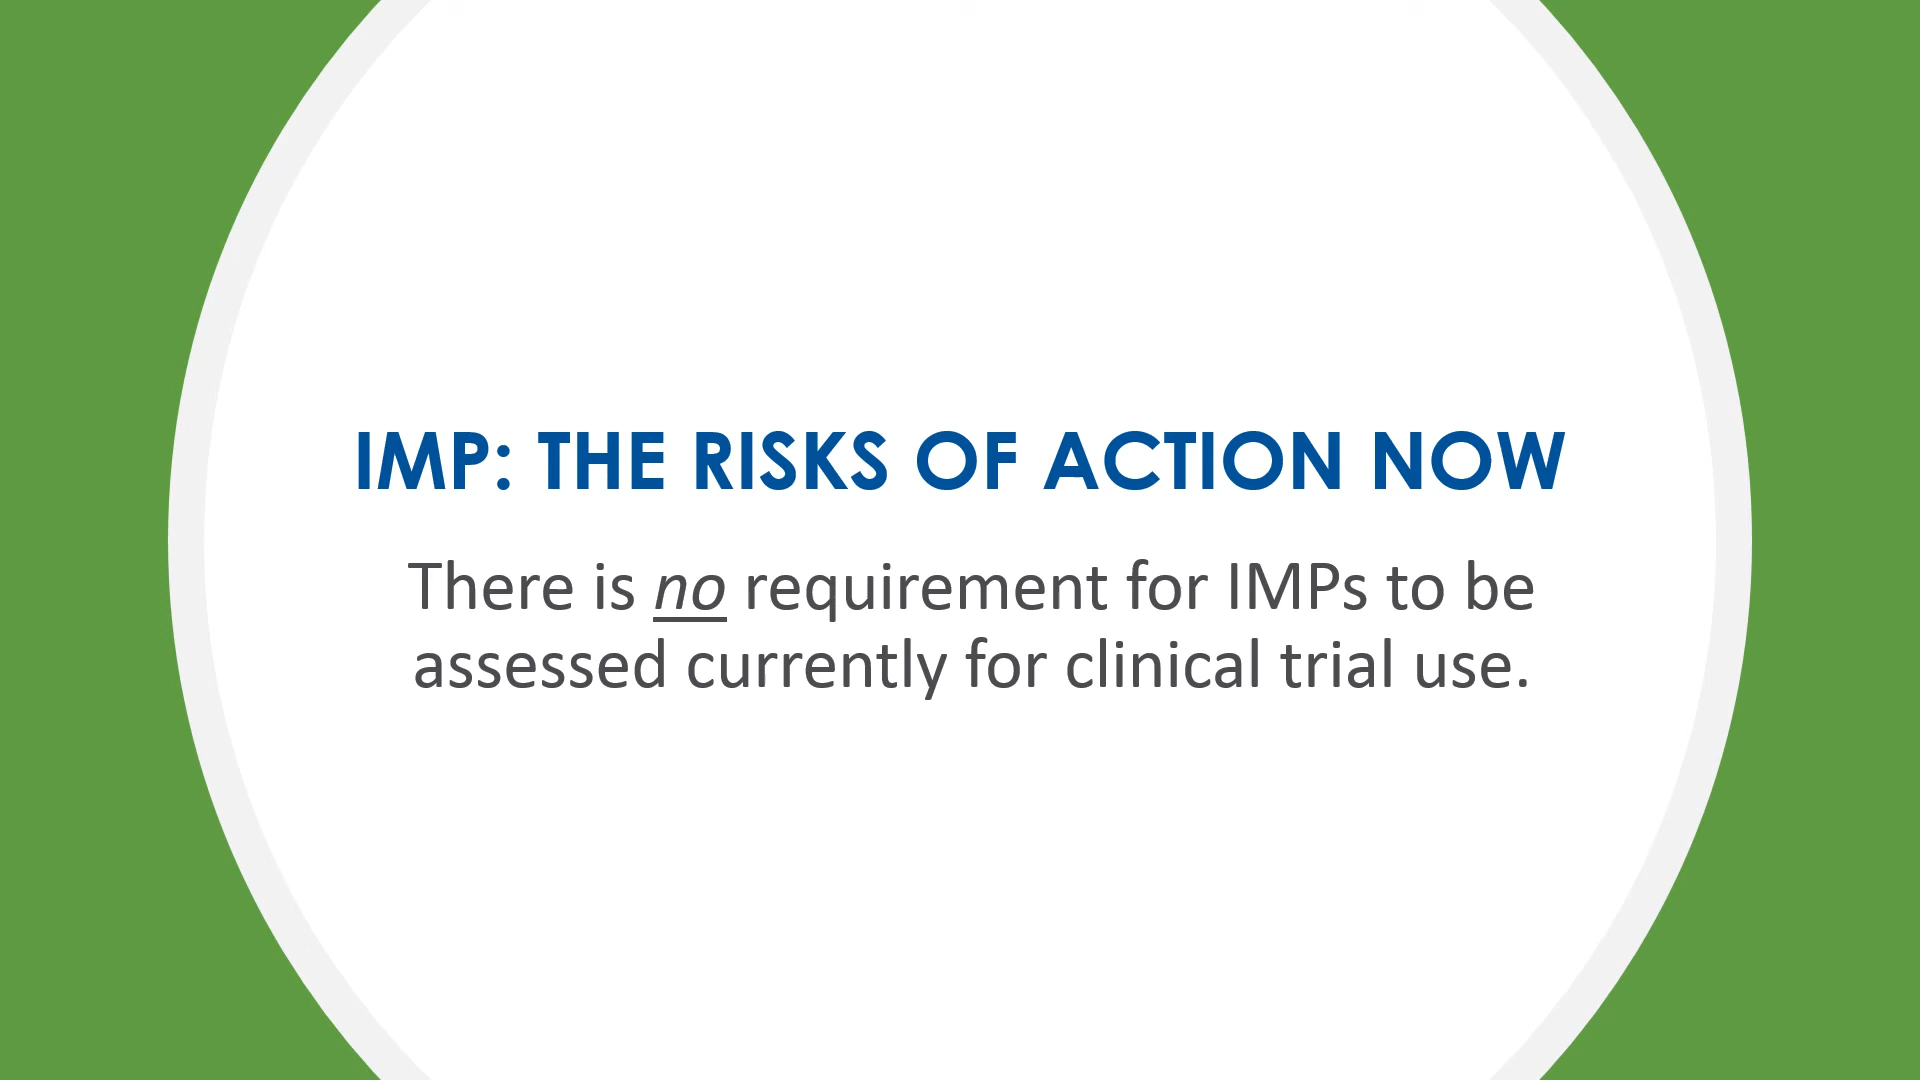 IMP: THE RISKS OF ACTION NOW
There is no requirement for IMPs to be
assessed currently for clinical trial use.